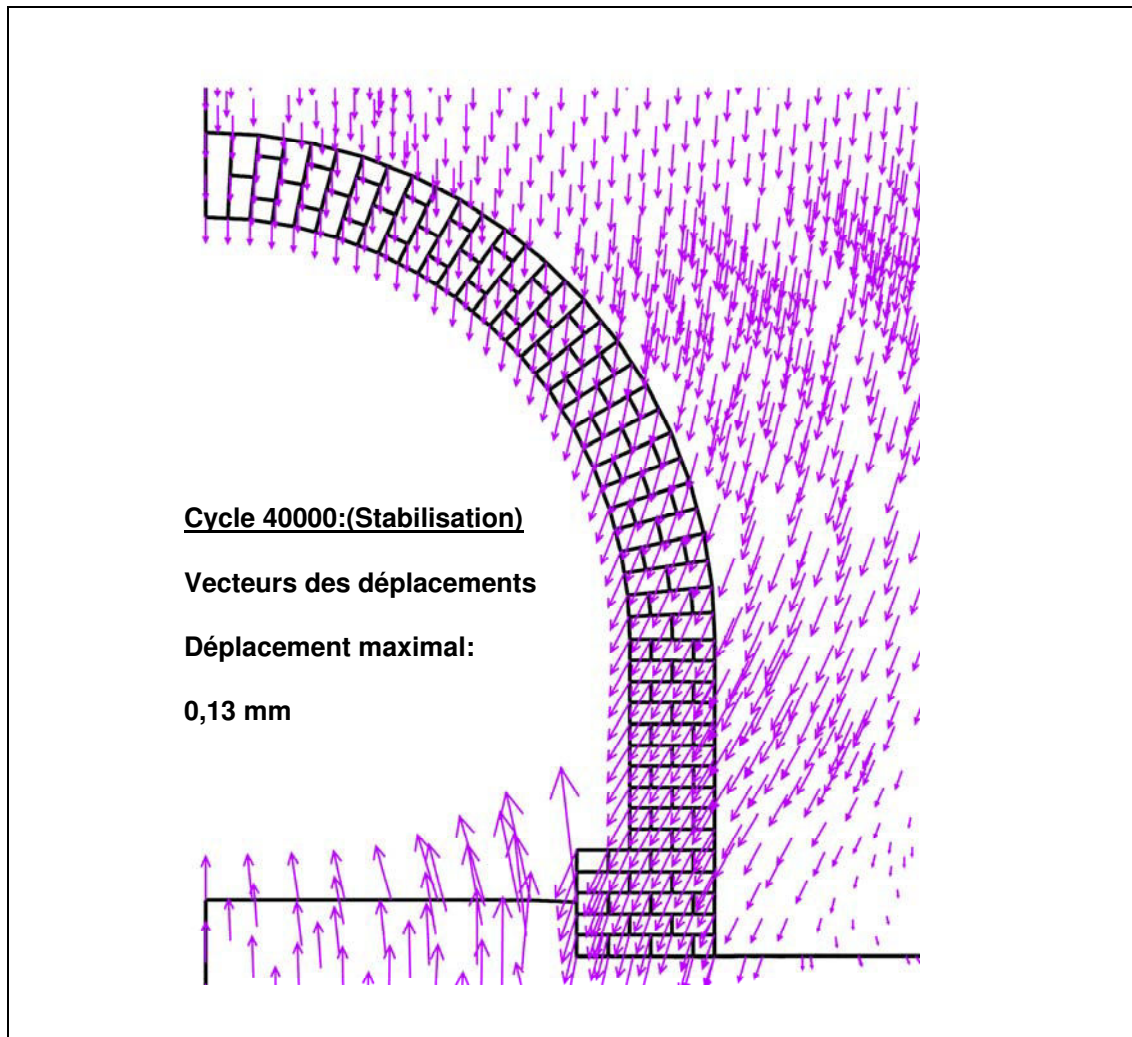 Cycle 40000:(Stabilisation)
Vecteurs des déplacements
Déplacement maximal:
0,13 mm